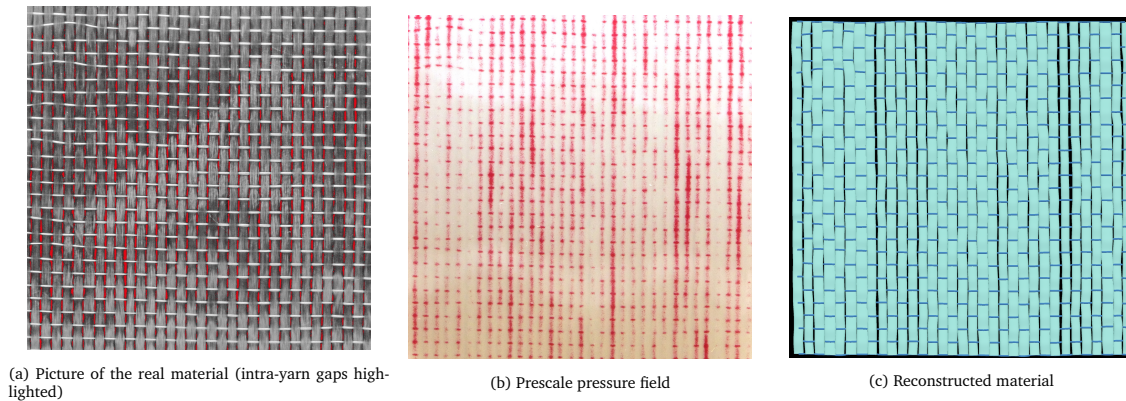 (a) Picture of the real material (intra-yarn gaps high-
lighted)
(b) Prescale pressure field
(c) Reconstructed material